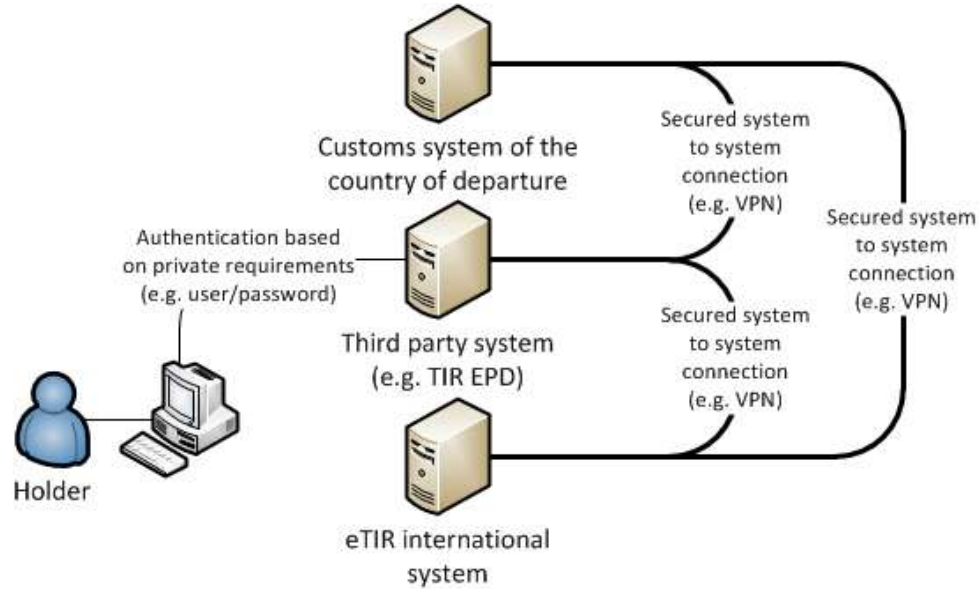 Customs system of the
country of departure
Secured system
to system
connection
(e.g. VPN)
Secured system
to system
connection
(e.g. VPN)
Authentication based
on private requirements
(e.g. user/password)
Third party system
(e.g. TIR EPD)
Secured system
to system
connection
(e.g. VPN)
Holder
eTIR international
system